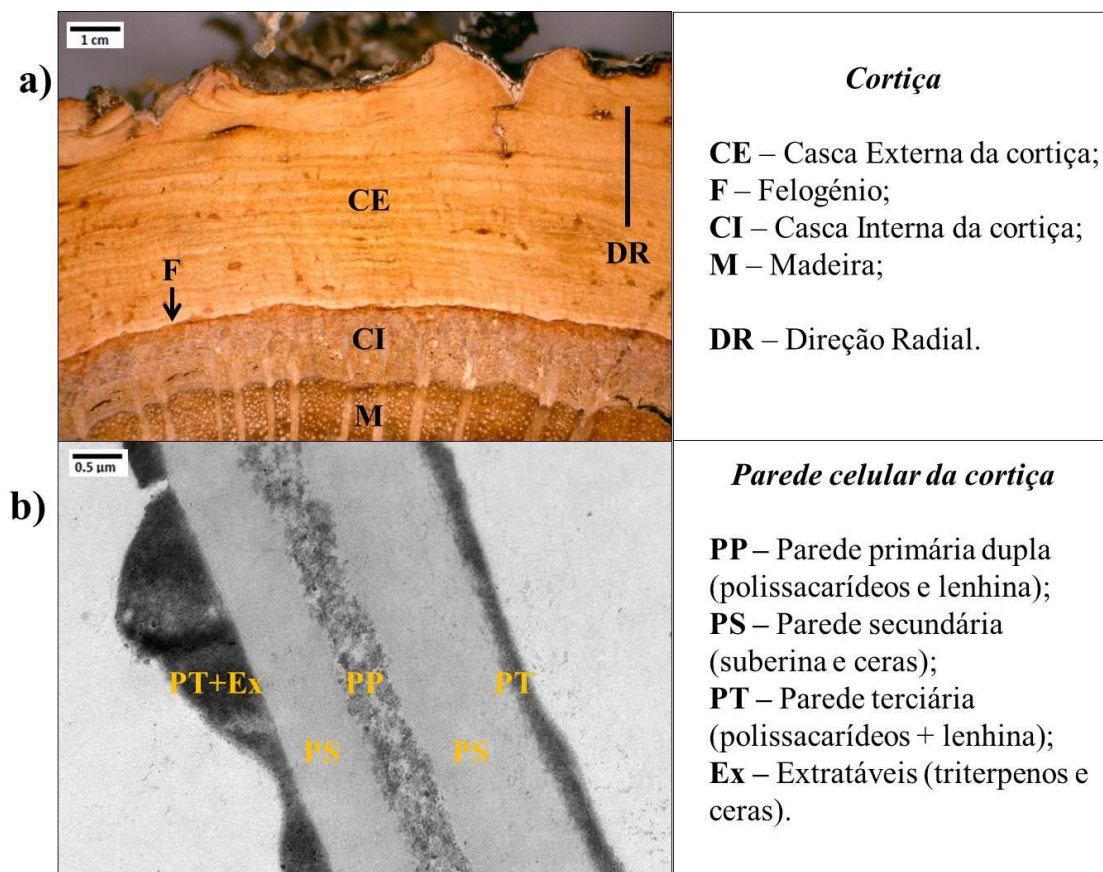 a)
1 cm
CE
DR
F
CI
M
Cortiça
CE – Casca Externa da cortiça;
F – Felogénio;
CI – Casca Interna da cortiça;
M – Madeira;
DR – Direção Radial.
b)
0.5 µm
PT+Ex
PP
PT
PS
PS
Parede celular da cortiça
PP – Parede primária dupla
(polissacarídeos e lenhina);
PS – Parede secundária
(suberina e ceras);
PT – Parede terciária
(polissacarídeos + lenhina);
Ex – Extratáveis (triterpenos e
ceras).